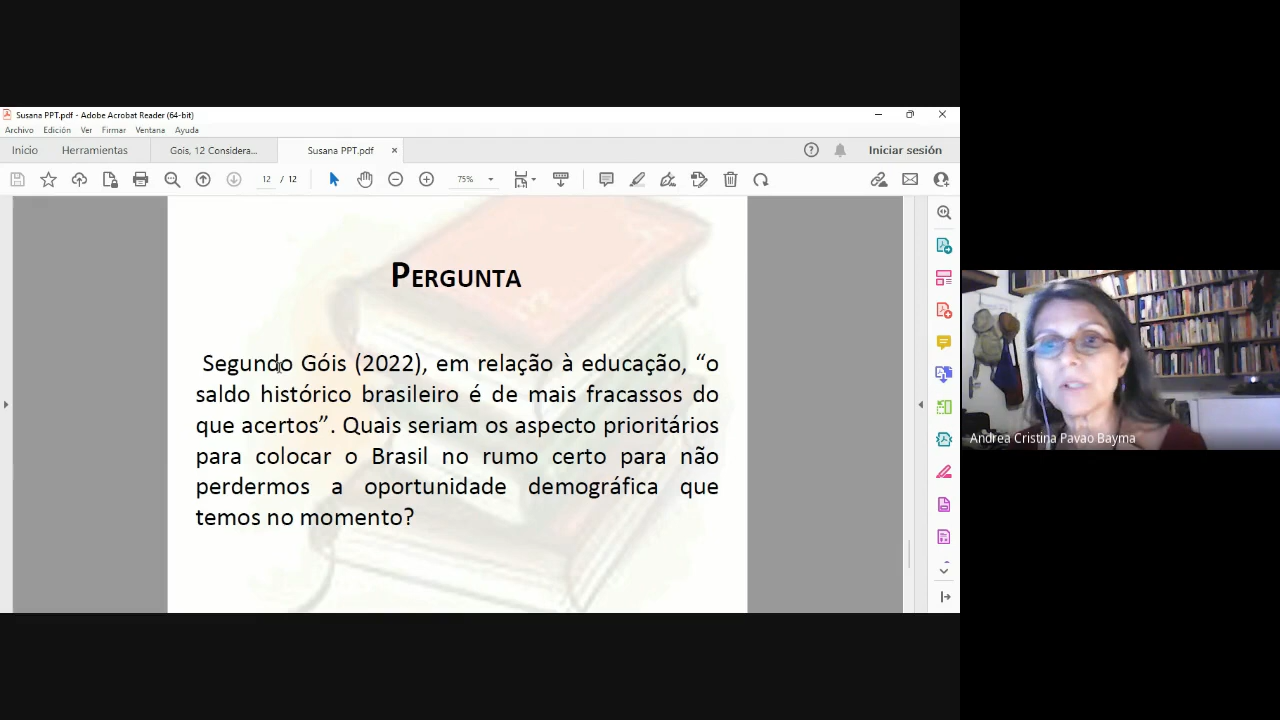 Susana PPT.pdf - Adobe Acrobat Reader (64-bit)
Archivo Edición Ver Firmar Ventana Ayuda
Inicio Herramientas Gois, 12 Considera... Susana PPT.pdf × Iniciar sesión
12 / 12 75%
PERGUNTA
Segundo Góis (2022), em relação à educação, “o
saldo histórico brasileiro é de mais fracassos do
que acertos”. Quais seriam os aspecto prioritários
para colocar o Brasil no rumo certo para não
perdermos a oportunidade demográfica que
temos no momento?
Andrea Cristina Pavao Bayma